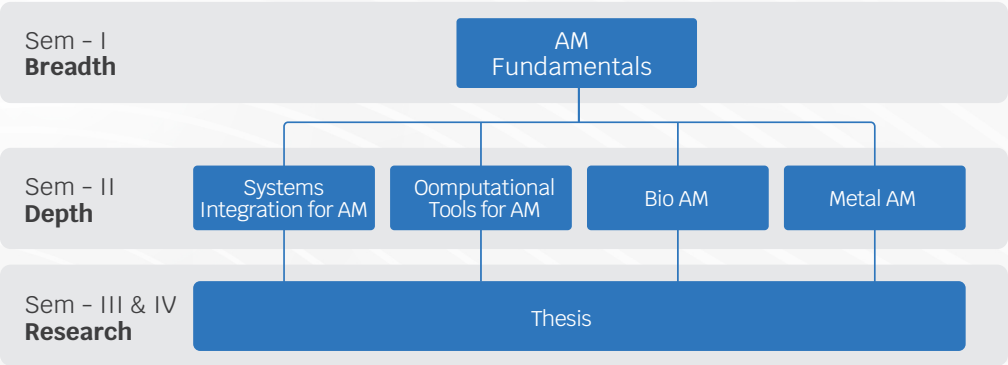 Sem - I
Breadth
AM
Fundamentals
Sem - II
Depth
Systems
Integration for AM
Oomputational
Tools for AM
Bio AM
Metal AM
Sem - III & IV
Research
Thesis